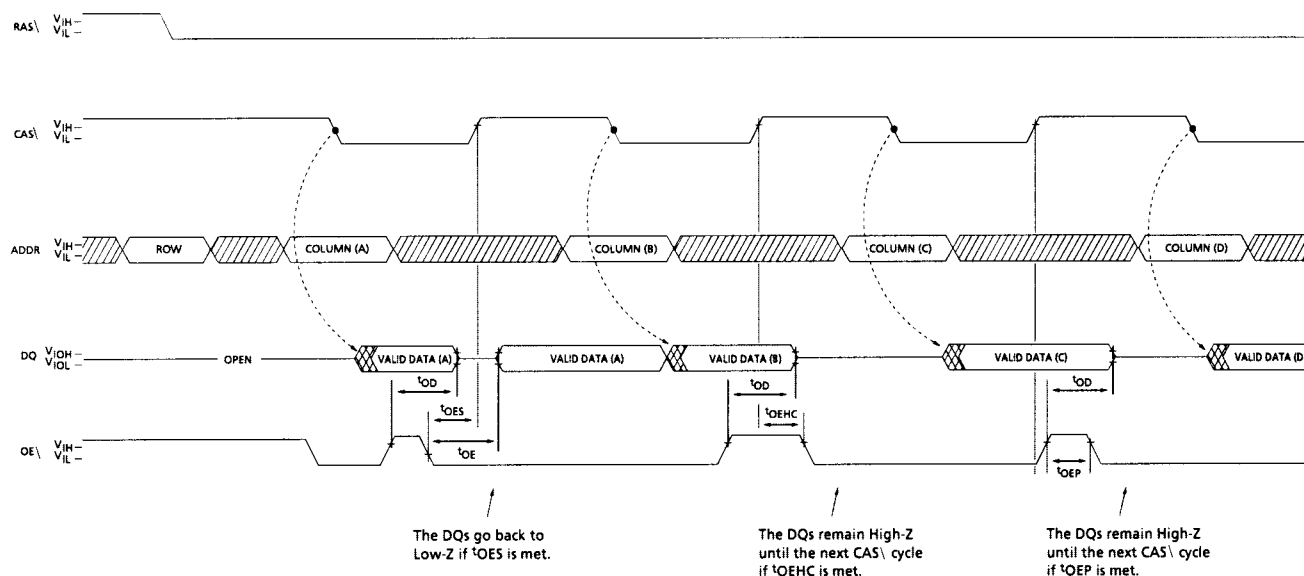 RAS\ VIH
VIL
CAS\ VIH
VIL
ADDR VIH
VIL
ROW
COLUMN (A)
COLUMN (B)
COLUMN (C)
COLUMN (D)
DQ VIOH
VIOL
OPEN
VALID DATA (A)
VALID DATA (A)
VALID DATA (B)
VALID DATA (C)
VALID DATA (D
tOD
tOD
tOD
tOES
tOEHC
tOE
tOEP
OE\ VIH
VIL
The DQs go back to
Low-Z if tOES is met.
The DQs remain High-Z
until the next CAS\ cycle
if tOEHC is met.
The DQs remain High-Z
until the next CAS\ cycle
if tOEP is met.